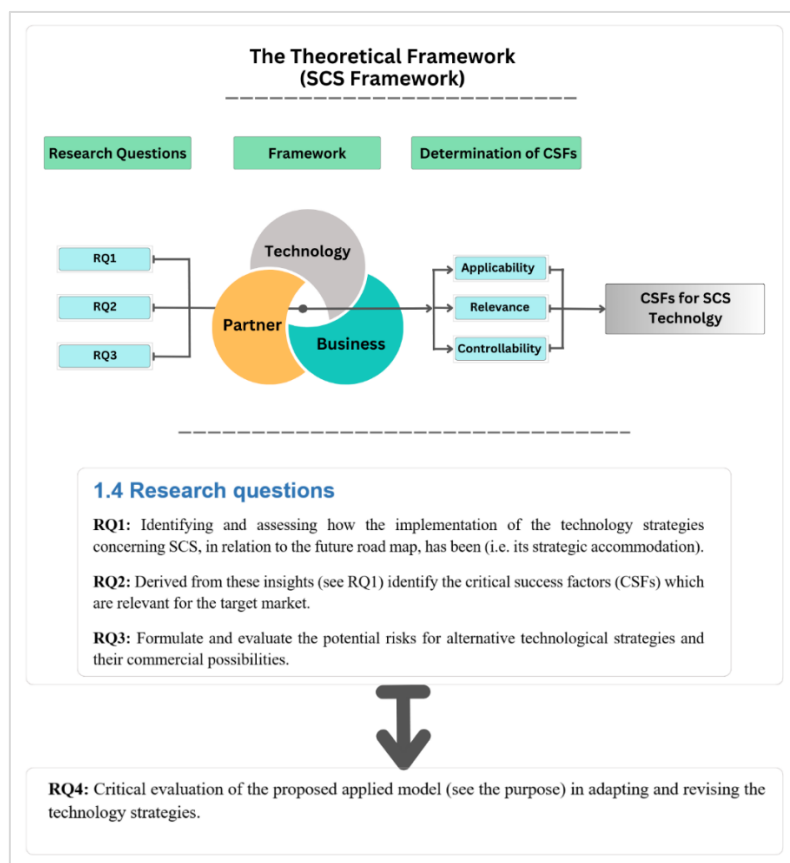 The Theoretical Framework
(SCS Framework)
Research Questions
Framework
Determination of CSFs
RQ1
RQ2
RQ3
Technology
Partner
Business
Applicability
Relevance
Controllability
CSFs for SCS
Technolgy
1.4 Research questions
RQ1: Identifying and assessing how the implementation of the technology strategies
concerning SCS, in relation to the future road map, has been (i.e. its strategic accommodation).
RQ2: Derived from these insights (see RQ1) identify the critical success factors (CSFs) which
are relevant for the target market.
RQ3: Formulate and evaluate the potential risks for alternative technological strategies and
their commercial possibilities.
RQ4: Critical evaluation of the proposed applied model (see the purpose) in adapting and revising the
technology strategies.